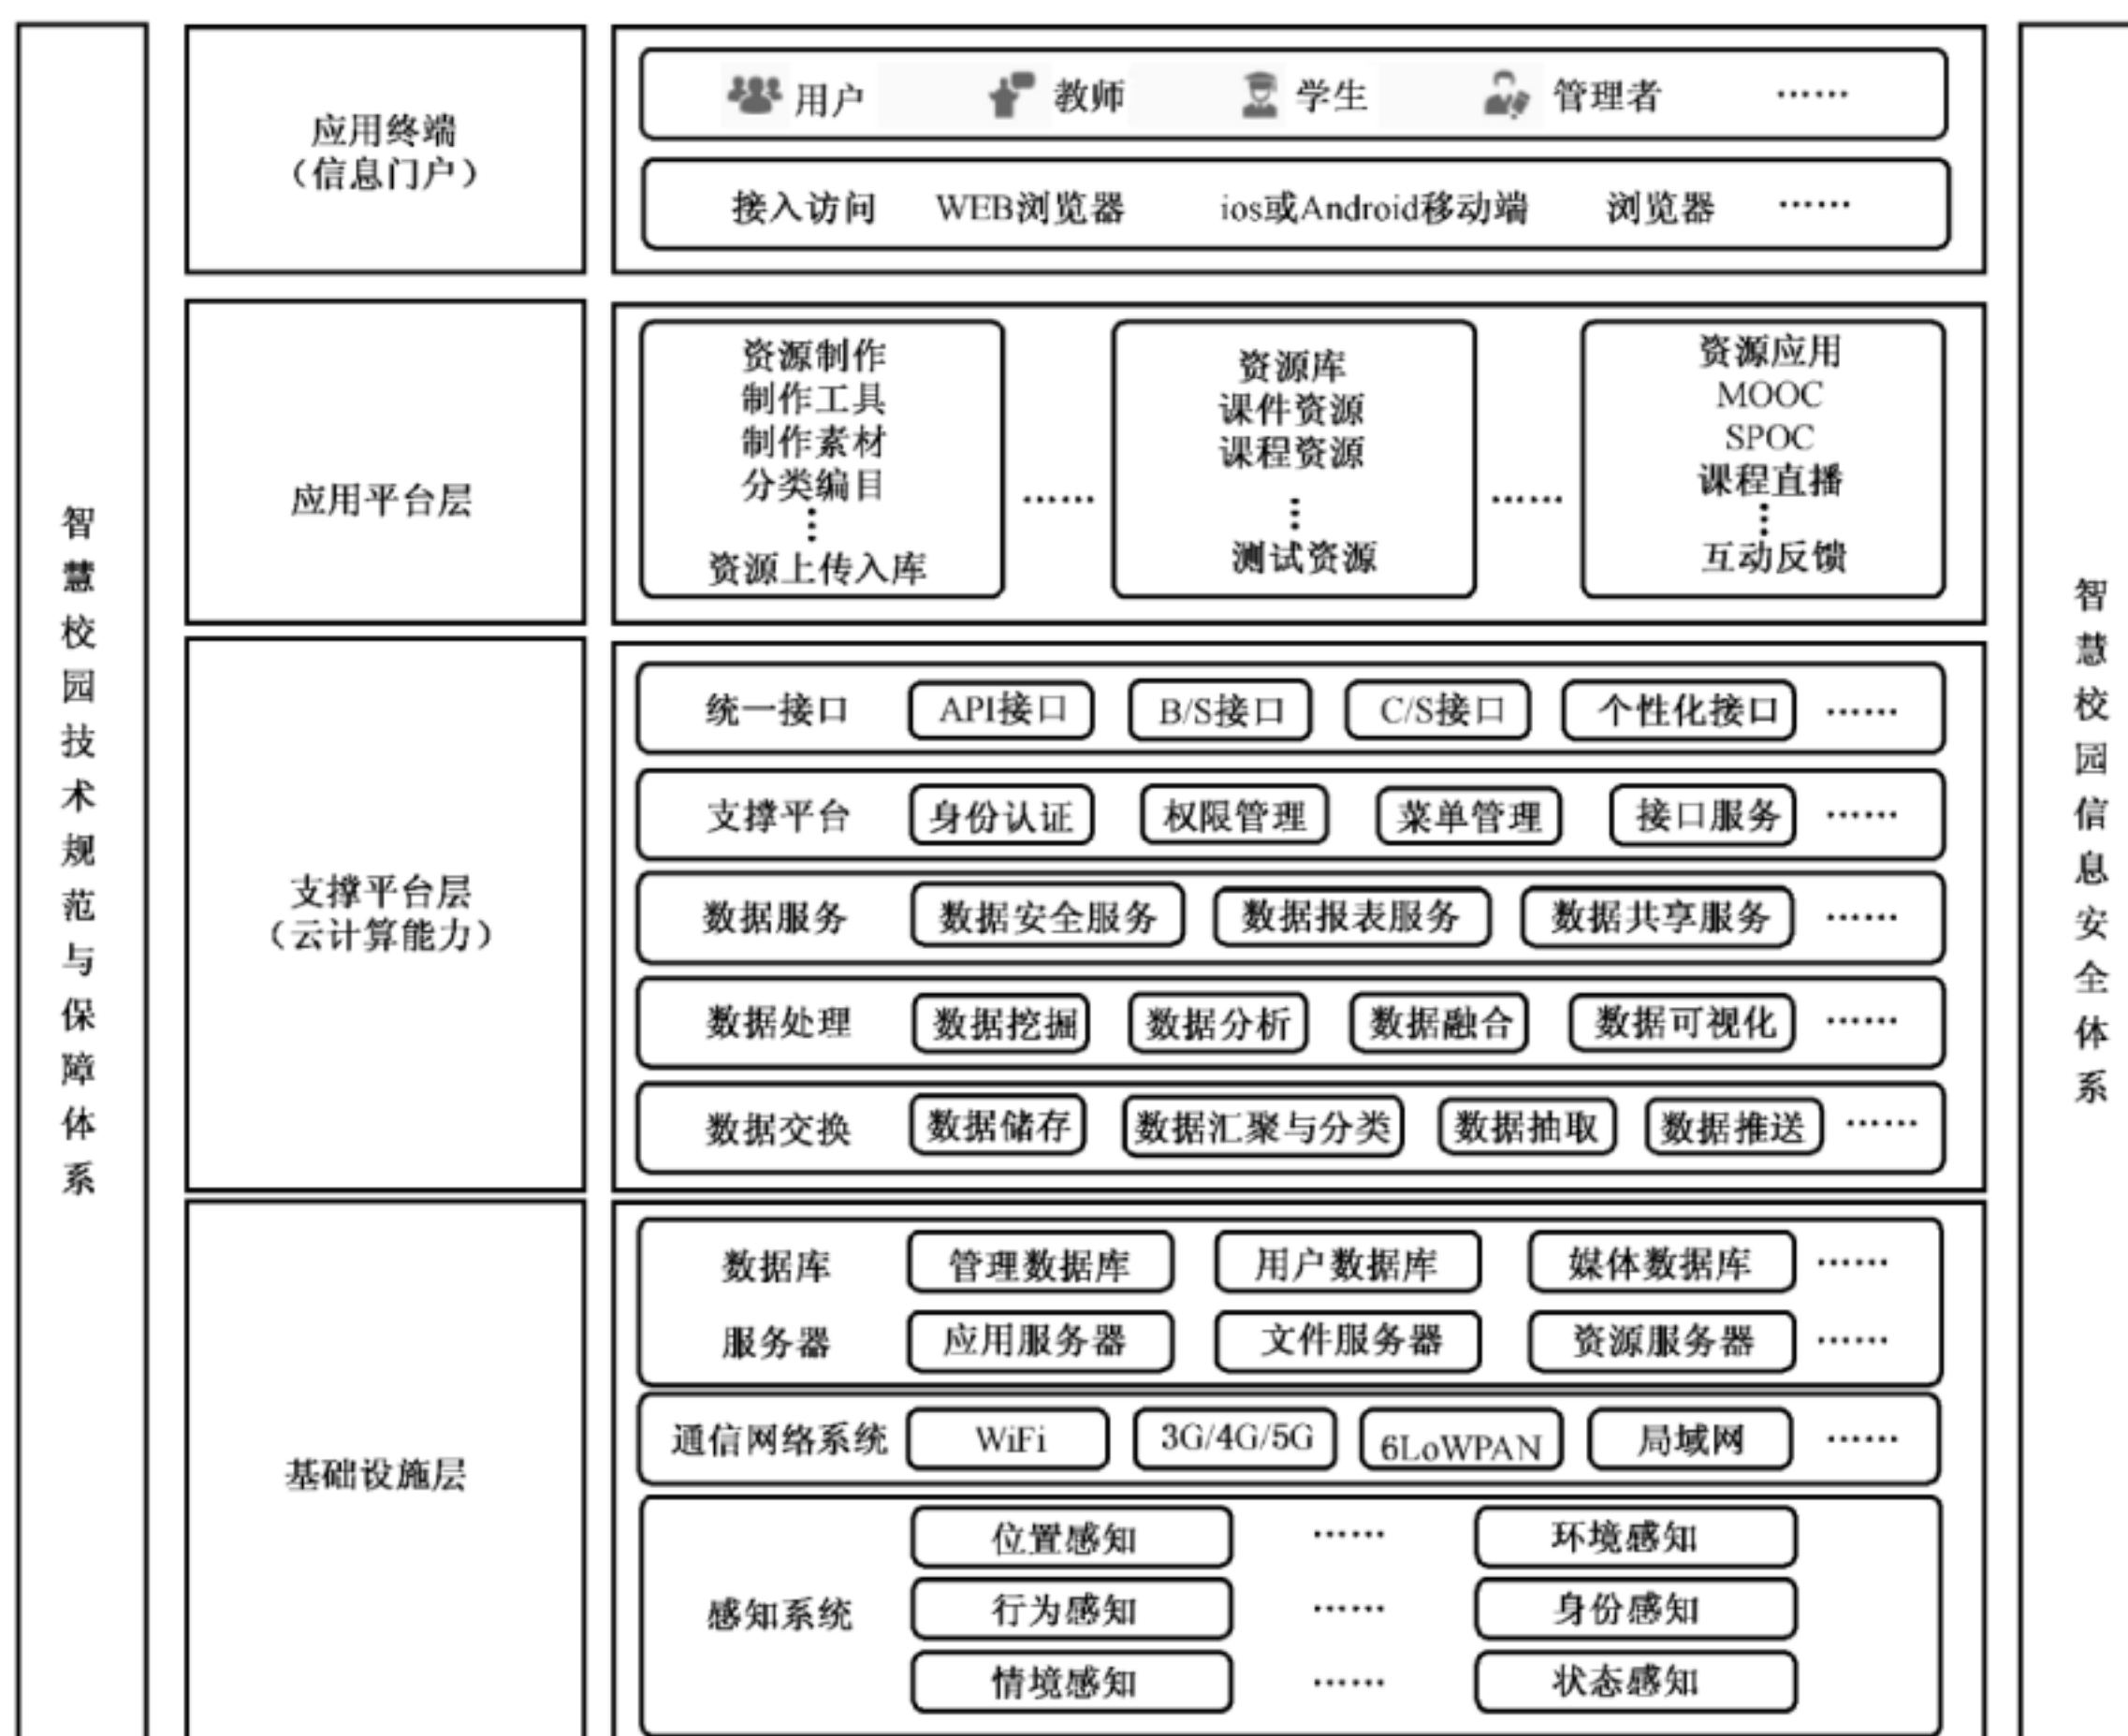 智慧校园技术规范与保障体系
应用终端
（信息门户）
用户 教师 学生 管理者 ……
接入访问 WEB浏览器 ios或Android移动端 浏览器 ……
应用平台层
资源制作
制作工具
制作素材
分类编目
……
资源上传入库
……
资源库
课件资源
课程资源
……
测试资源
……
资源应用
MOOC
SPOC
课程直播
……
互动反馈
支撑平台层
（云计算能力）
统一接口 API接口 B/S接口 C/S接口 个性化接口 ……
支撑平台 身份认证 权限管理 菜单管理 接口服务 ……
数据服务 数据安全服务 数据报表服务 数据共享服务 ……
数据处理 数据挖掘 数据分析 数据融合 数据可视化 ……
数据交换 数据储存 数据汇聚与分类 数据抽取 数据推送 ……
基础设施层
数据库 管理数据库 用户数据库 媒体数据库 ……
服务器 应用服务器 文件服务器 资源服务器 ……
通信网络系统 WiFi 3G/4G/5G 6LoWPAN 局域网 ……
感知系统
位置感知 …… 环境感知
行为感知 …… 身份感知
情境感知 …… 状态感知
智慧校园信息安全体系